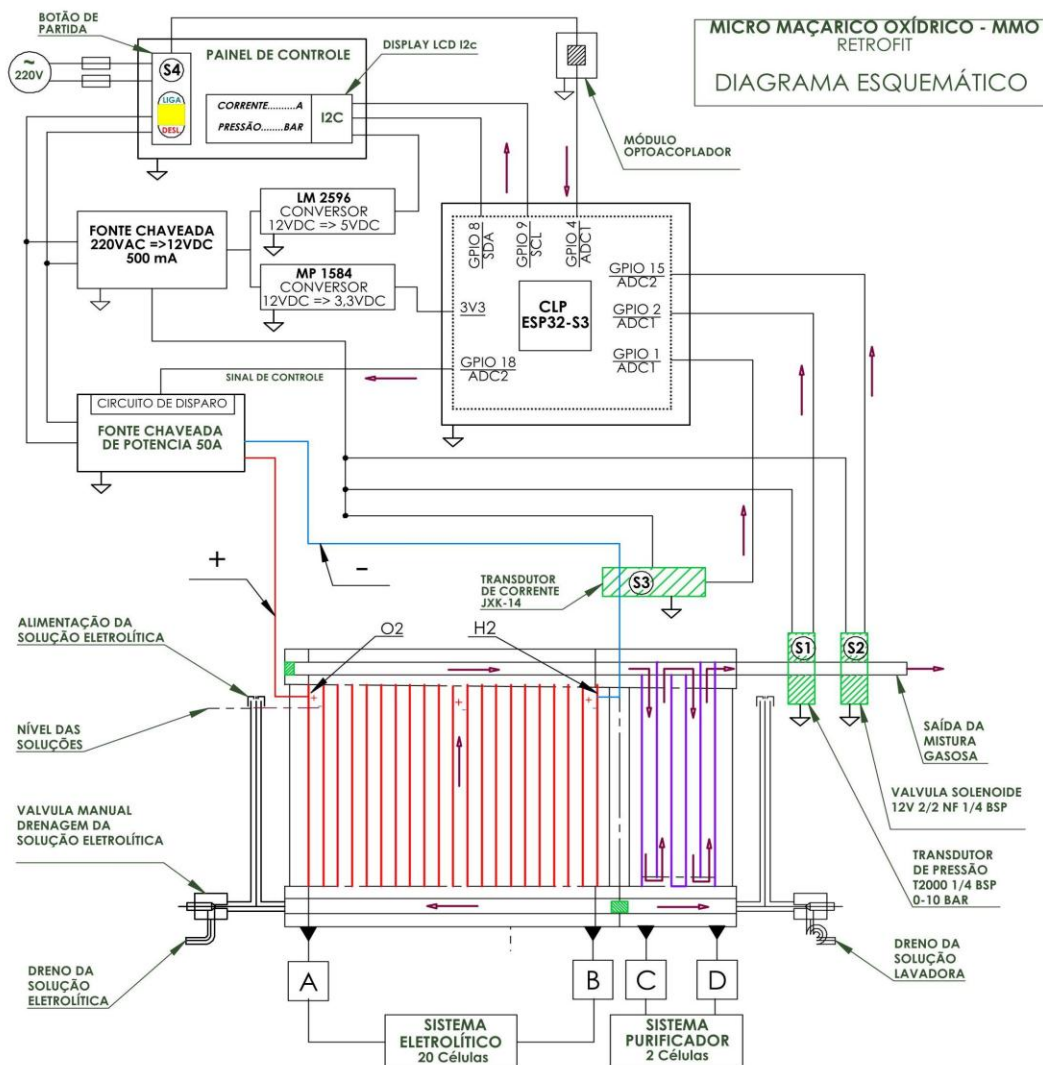 MICRO MAÇARICO OXÍDRICO - MMO
RETROFIT
DIAGRAMA ESQUEMÁTICO
BOTÃO DE
PARTIDA
PAINEL DE CONTROLE
DISPLAY LCD I2c
~
220V
S4
LIGA
DESL
CORRENTE..........A
PRESSÃO........BAR
I2C
MÓDULO
OPTOACOPLADOR
LM 2596
CONVERSOR
12VDC => 5VDC
FONTE CHAVEADA
220VAC =>12VDC
500 mA
MP 1584
CONVERSOR
12VDC => 3,3VDC
GPIO 8
SDA
GPIO 9
SCL
GPIO 4
ADC1
GPIO 15
ADC2
GPIO 2
ADC1
GPIO 1
ADC1
3V3
CLP
ESP32-S3
GPIO 18
ADC2
SINAL DE CONTROLE
CIRCUITO DE DISPARO
FONTE CHAVEADA
DE POTENCIA 50A
+
-
TRANSDUTOR
DE CORRENTE
JXK-14
S3
ALIMENTAÇÃO DA
SOLUÇÃO ELETROLÍTICA
O2
H2
S1
S2
+
+
+
NÍVEL DAS
SOLUÇÕES
SAÍDA DA
MISTURA
GASOSA
VALVULA MANUAL
DRENAGEM DA
SOLUÇÃO ELETROLÍTICA
VALVULA SOLENOIDE
12V 2/2 NF 1/4 BSP
TRANSDUTOR
DE PRESSÃO
T2000 1/4 BSP
0-10 BAR
DRENO DA
SOLUÇÃO
ELETROLÍTICA
DRENO DA
SOLUÇÃO
LAVADORA
A
B
C
D
SISTEMA
ELETROLÍTICO
20 Células
SISTEMA
PURIFICADOR
2 Células